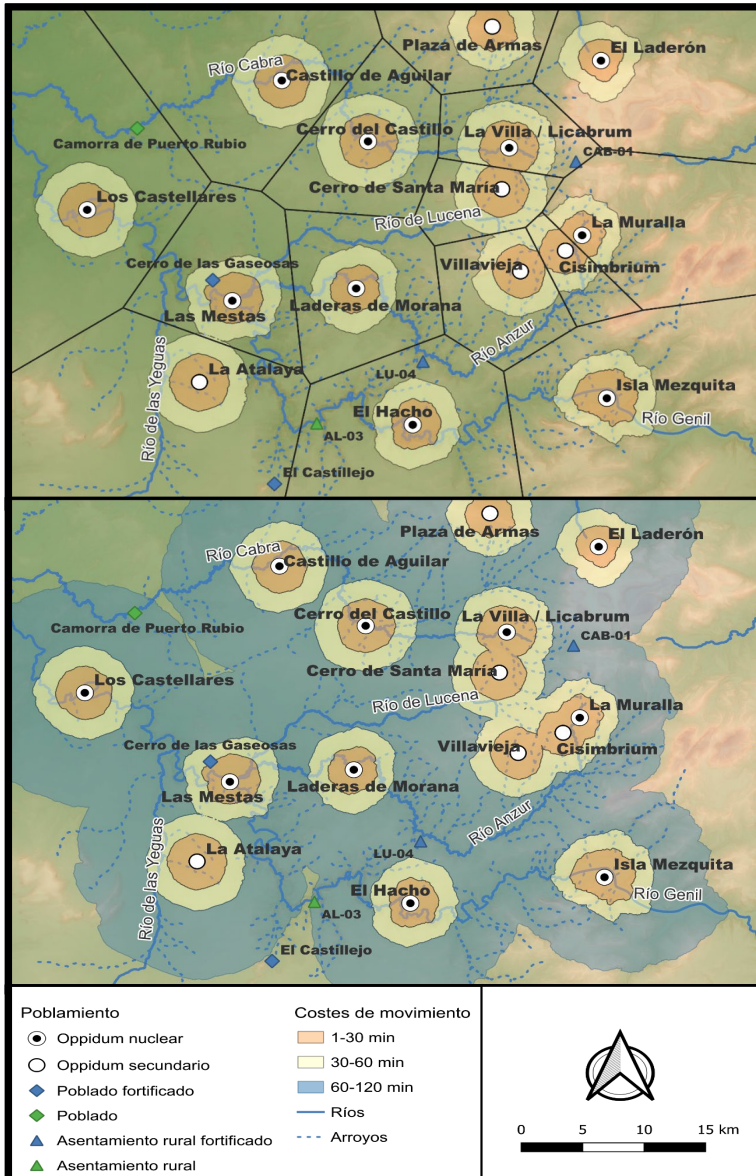 Plaza de Armas
El Laderón
Río Cabra
Castillo de Aguilar
Cerro del Castillo
La Villa / Licabrum
Camorra de Puerto Rubio
CAB-01
Cerro de Santa María
Los Castellares
Río de Lucena
La Muralla
Cerro de las Gaseosas
Villavieja
Cisimbrium
Las Mestas
Laderas de Morana
Río Anzur
Río de las Yeguas
La Atalaya
LU-04
Isla Mezquita
El Hacho
Río Genil
AL-03
El Castillejo
Plaza de Armas
El Laderón
Río Cabra
Castillo de Aguilar
Cerro del Castillo
La Villa / Licabrum
Camorra de Puerto Rubio
CAB-01
Cerro de Santa María
Los Castellares
Río de Lucena
La Muralla
Cerro de las Gaseosas
Villavieja
Cisimbrium
Las Mestas
Laderas de Morana
Río Anzur
Río de las Yeguas
La Atalaya
LU-04
Isla Mezquita
El Hacho
Río Genil
AL-03
El Castillejo
Poblamiento
Oppidum nuclear
Oppidum secundario
Poblado fortificado
Poblado
Asentamiento rural fortificado
Asentamiento rural
Costes de movimiento
1-30 min
30-60 min
60-120 min
Ríos
Arroyos
0 5 10 15 km